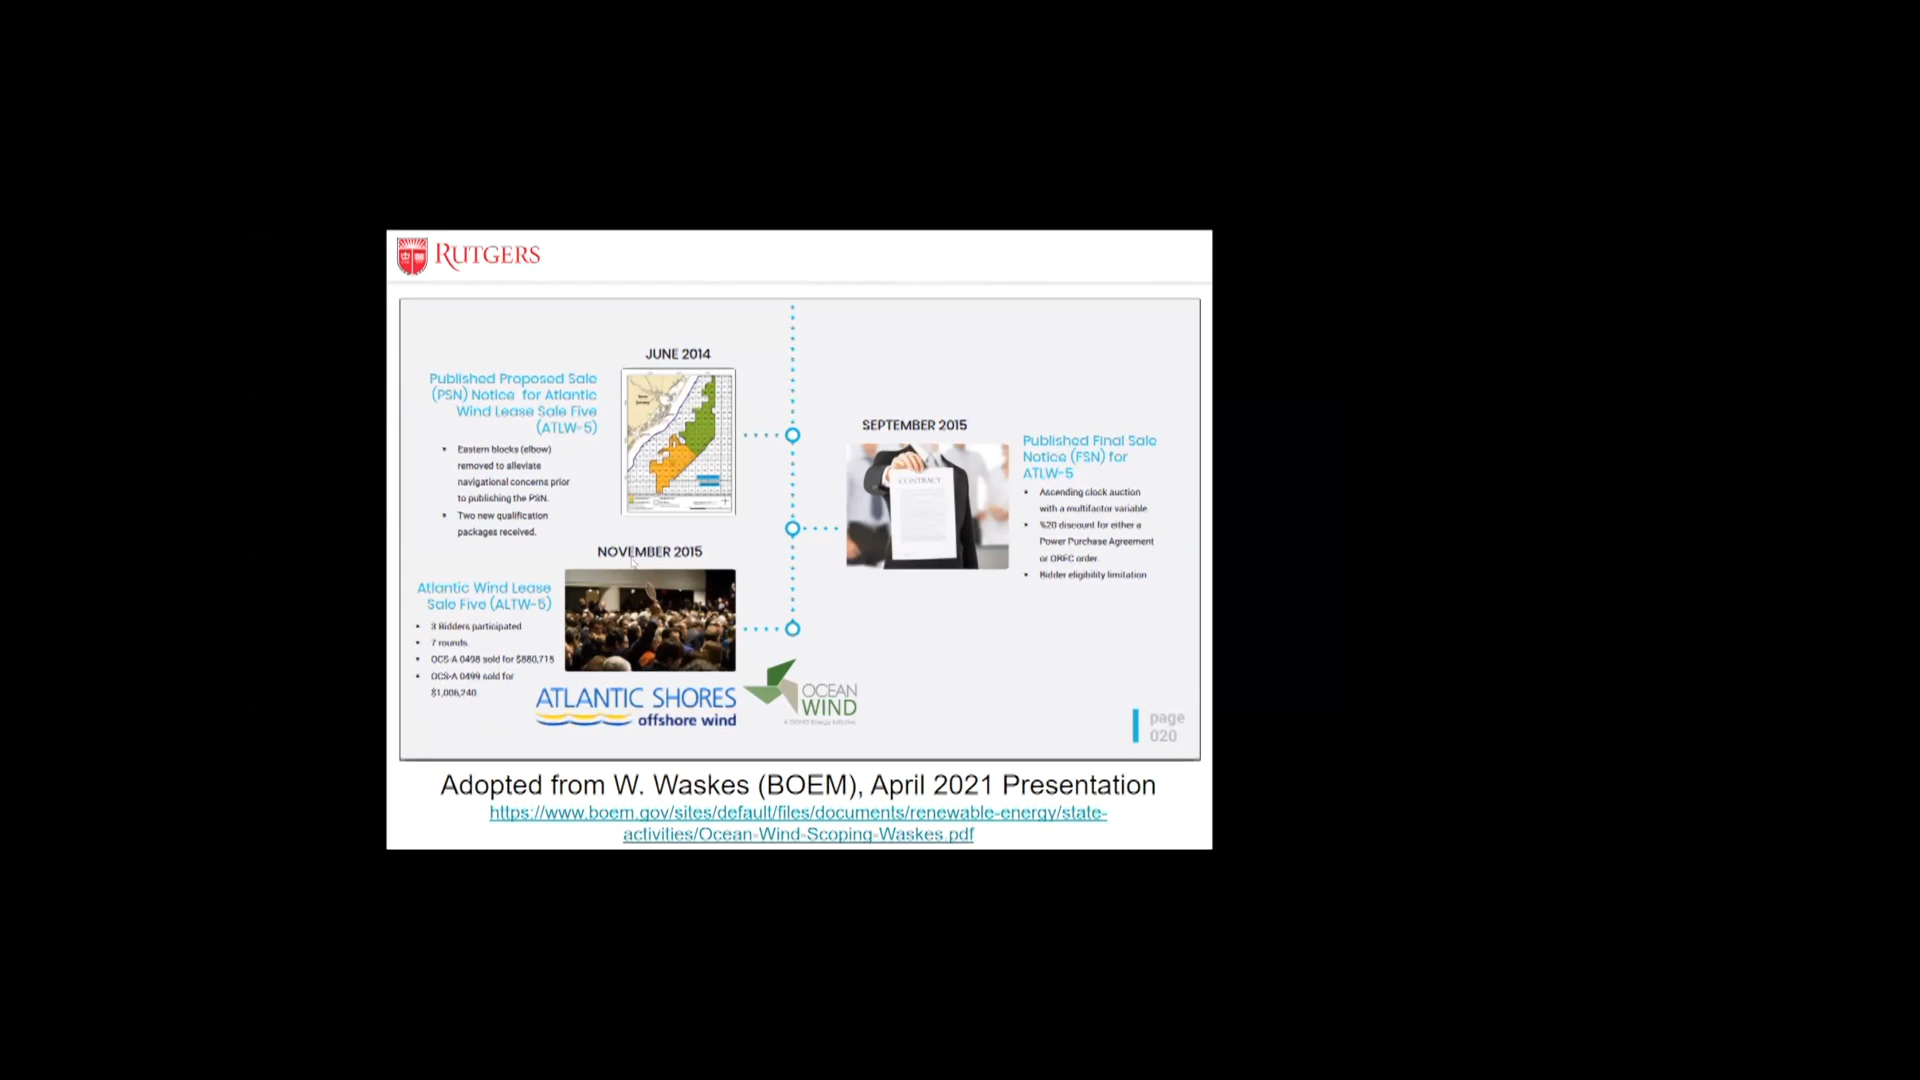 RUTGERS
JUNE 2014
Published Proposed Sale
(PSN) Notice for Atlantic
Wind Lease Sale Five
(ATLW-5)
• Eastern blocks (elbow)
removed to alleviate
navigational concerns prior
to publishing the PSN.
• Two new qualification
packages received.
SEPTEMBER 2015
CONTRACT
Published Final Sale
Notice (FSN) for
ATLW-5
• Ascending clock auction
with a multifactor variable.
• %20 discount for either a
Power Purchase Agreement
or OREC order.
• Bidder eligibility limitation
NOVEMBER 2015
Atlantic Wind Lease
Sale Five (ALTW-5)
• 3 Bidders participated
• 7 rounds.
• OCS-A 0498 sold for $880,715
• OCS-A 0499 sold for
$1,006,240.
ATLANTIC SHORES
offshore wind
OCEAN
WIND
page
020
Adopted from W. Waskes (BOEM), April 2021 Presentation
https://www.boem.gov/sites/default/files/documents/renewable-energy/state-
activities/Ocean-Wind-Scoping-Waskes.pdf